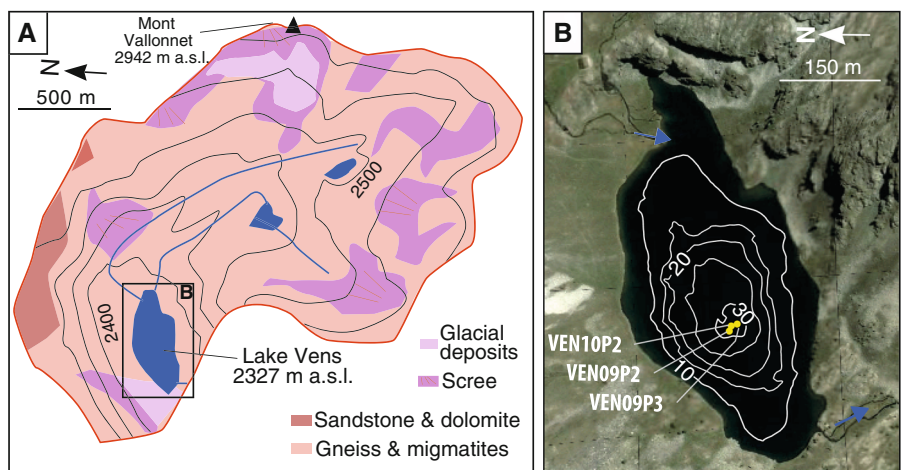 A
Mont
Vallonnet
2942 m a.s.l.
N
500 m
2500
2400
B
Lake Vens
2327 m a.s.l.
Glacial
deposits
Scree
Sandstone & dolomite
Gneiss & migmatites
B
N
150 m
20
30
10
VEN10P2
VEN09P2
VEN09P3